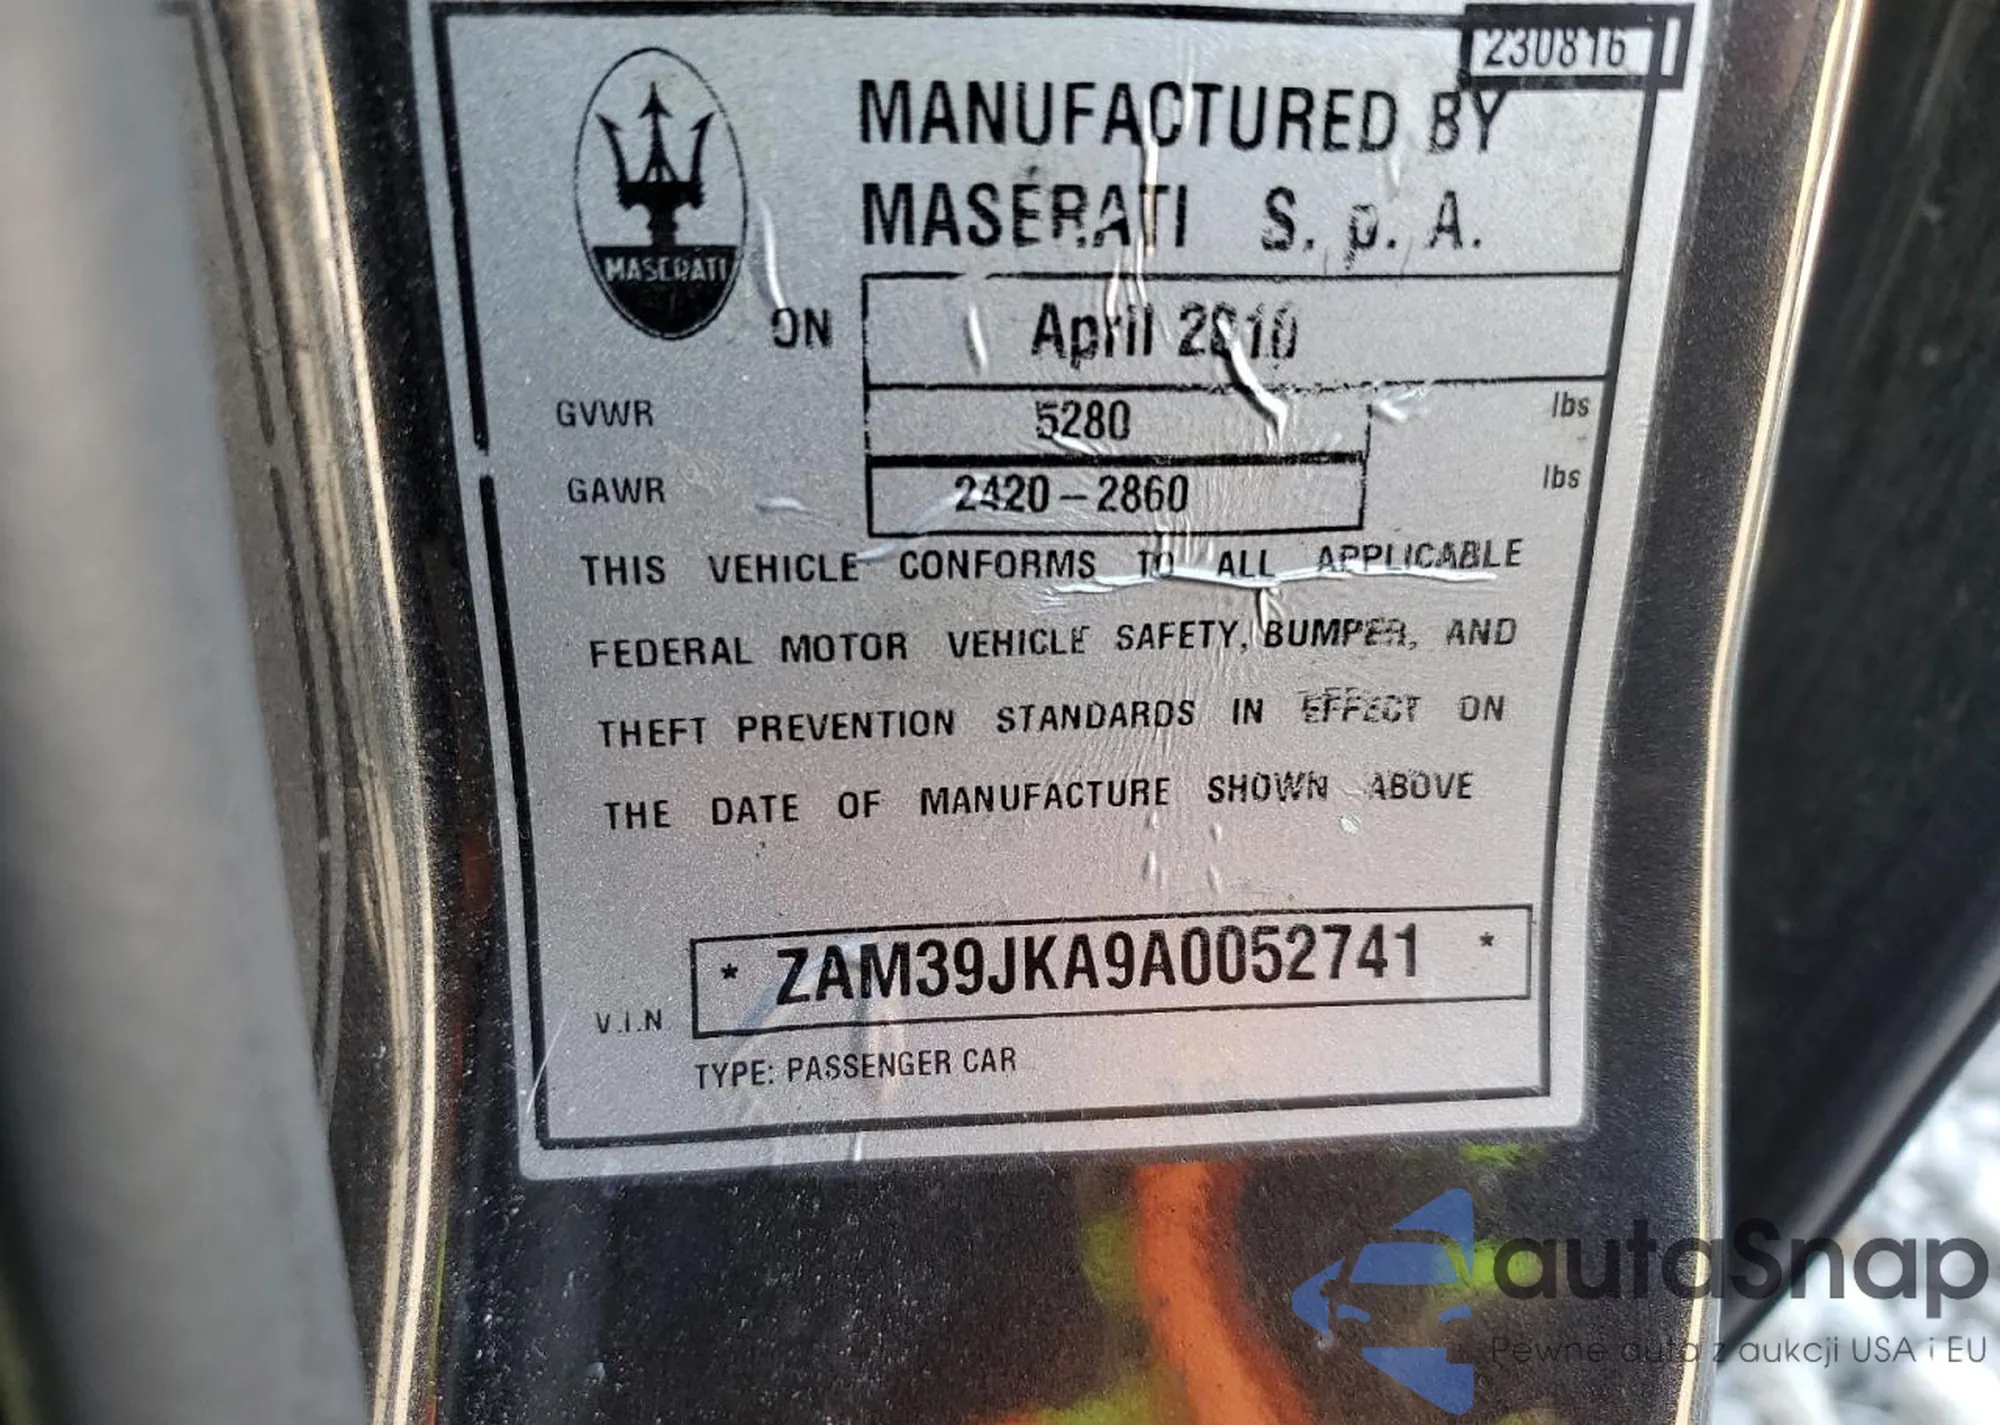 230816
MANUFACTURED BY
MASERATI S. p. A.
MASERATI
ON April 2010
GVWR 5280 lbs
GAWR 2420-2860 lbs
THIS VEHICLE CONFORMS TO ALL APPLICABLE
FEDERAL MOTOR VEHICLE SAFETY, BUMPER, AND
THEFT PREVENTION STANDARDS IN EFFECT ON
THE DATE OF MANUFACTURE SHOWN ABOVE
V.I.N * ZAM39JKA9A0052741 *
TYPE: PASSENGER CAR
autaSnap
Pewne auta z aukcji USA i EU